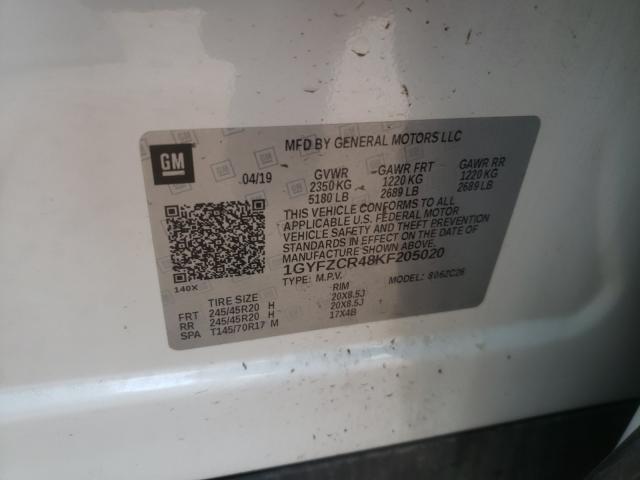 MFD BY GENERAL MOTORS LLC
GM
04/19
GVWR GAWR FRT GAWR RR
2350 KG 1220 KG 1220 KG
5180 LB 2689 LB 2689 LB
THIS VEHICLE CONFORMS TO ALL
APPLICABLE U.S. FEDERAL MOTOR
VEHICLE SAFETY AND THEFT PREVENTION
STANDARDS IN EFFECT ON THE DATE OF
MANUFACTURE SHOWN ABOVE.
1GYFZCR48KF205020
TYPE: M.P.V. MODEL: 6062C26
140X
TIRE SIZE RIM
FRT 245/45R20 H 20X8.5J
RR 245/45R20 H 20X8.5J
SPA T145/70R17 M 17X4B